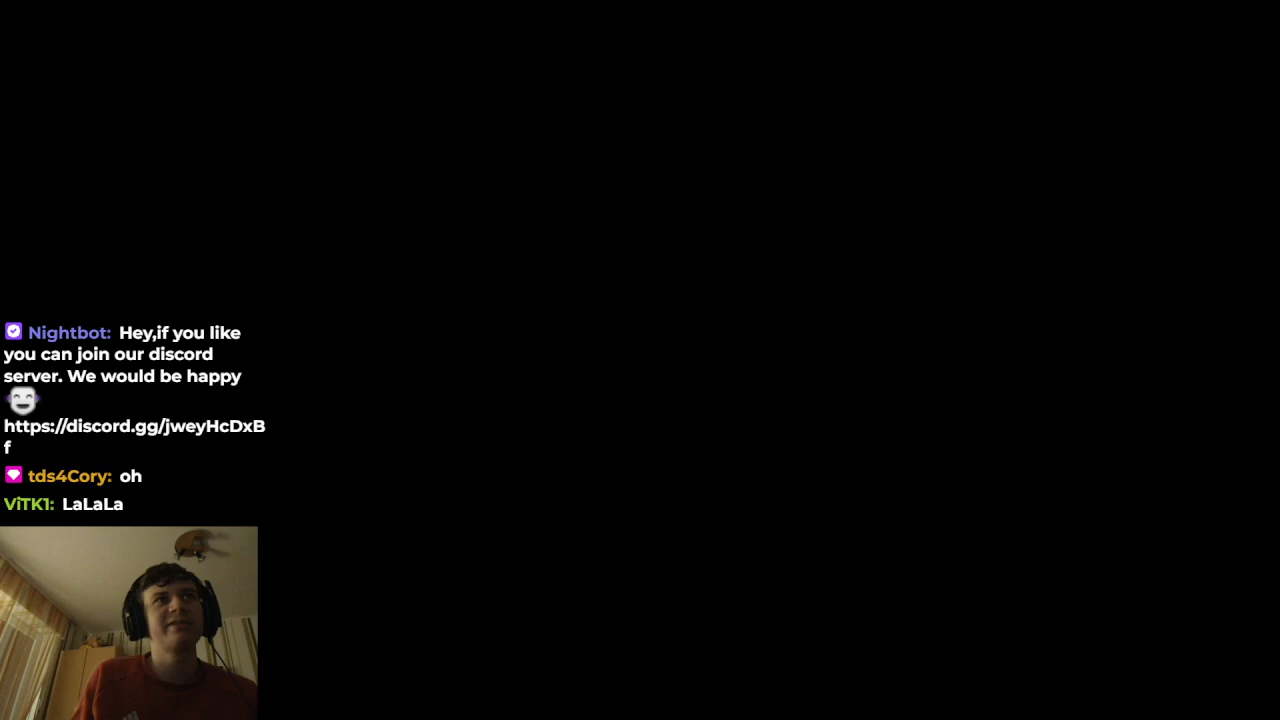 Nightbot: Hey,if you like
you can join our discord
server. We would be happy
https://discord.gg/jweyHcDxB
f
tds4Cory: oh
ViTK1: LaLaLa